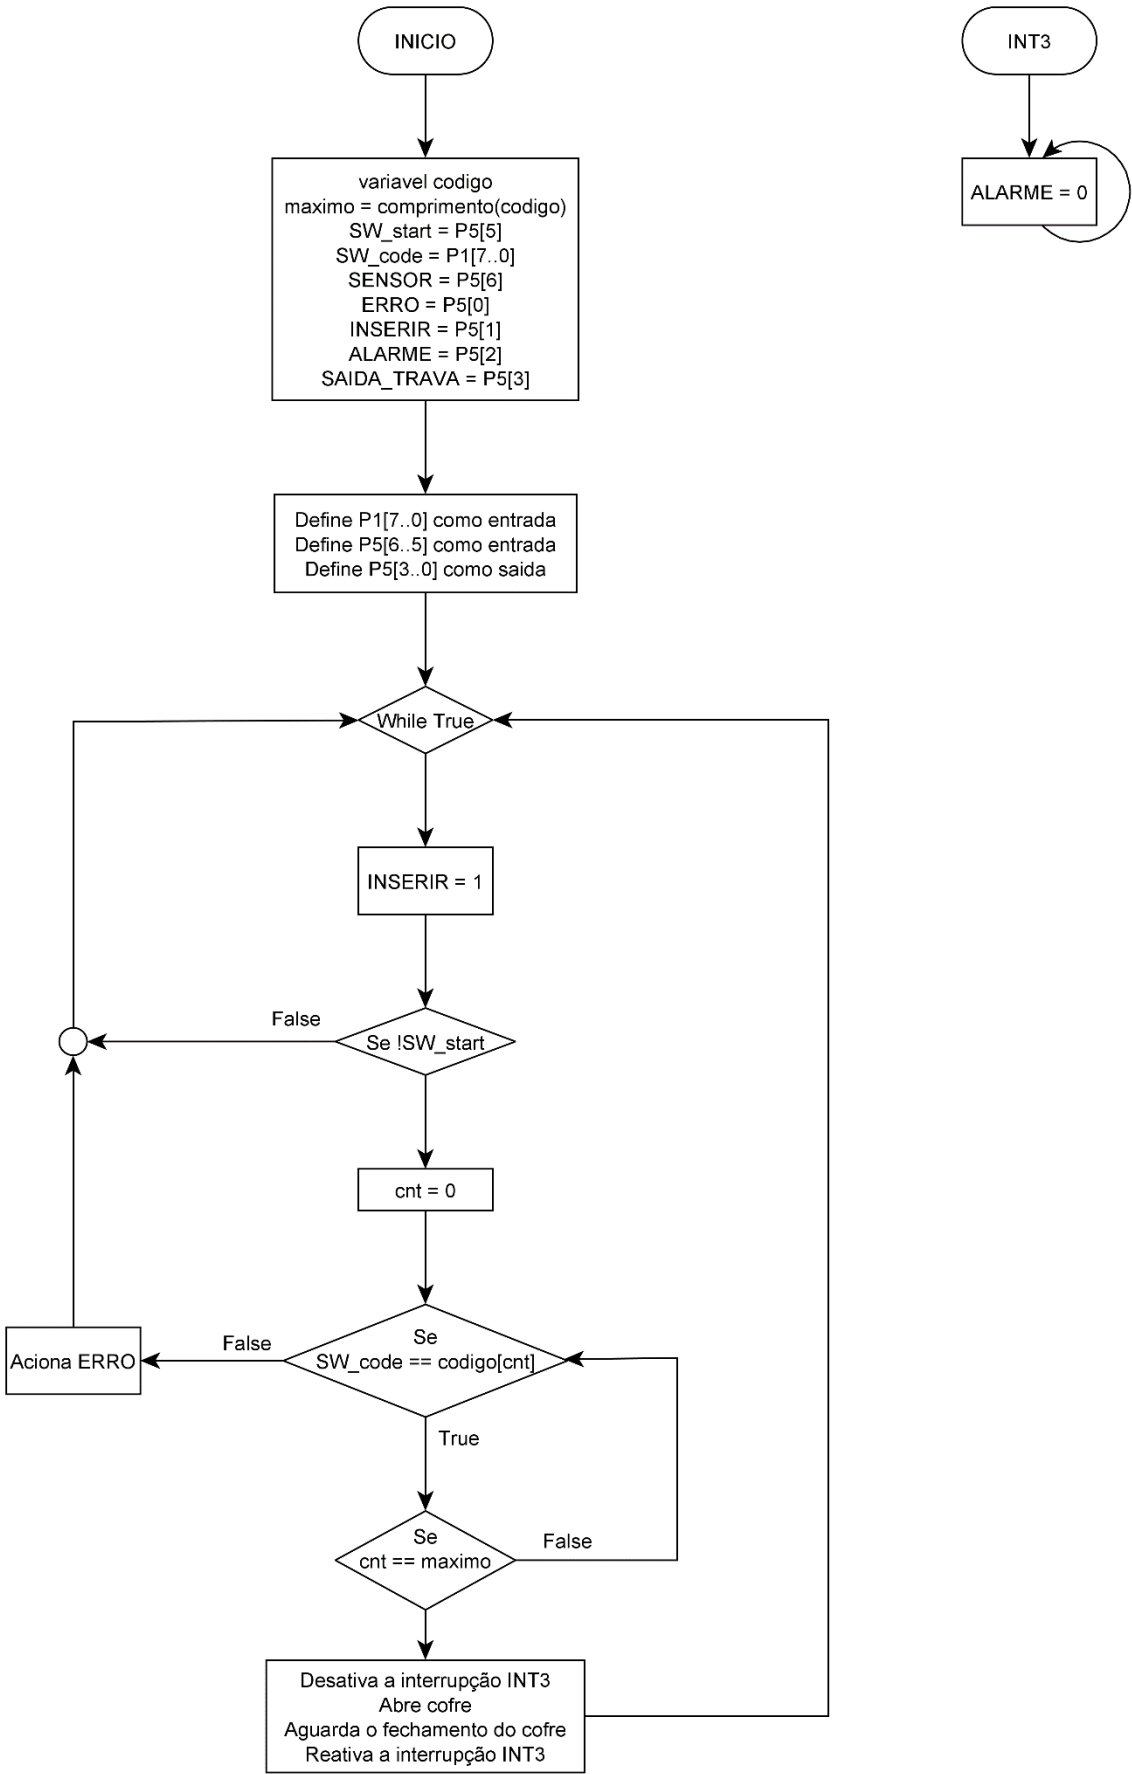 INICIO
INT3
variavel codigo
maximo = comprimento(codigo)
SW_start = P5[5]
SW_code = P1[7..0]
SENSOR = P5[6]
ERRO = P5[0]
INSERIR = P5[1]
ALARME = P5[2]
SAIDA_TRAVA = P5[3]
ALARME = 0
Define P1[7..0] como entrada
Define P5[6..5] como entrada
Define P5[3..0] como saida
While True
INSERIR = 1
False
Se !SW_start
cnt = 0
Se
SW_code == codigo[cnt]
False
Aciona ERRO
True
Se
cnt == maximo
False
Desativa a interrupção INT3
Abre cofre
Aguarda o fechamento do cofre
Reativa a interrupção INT3